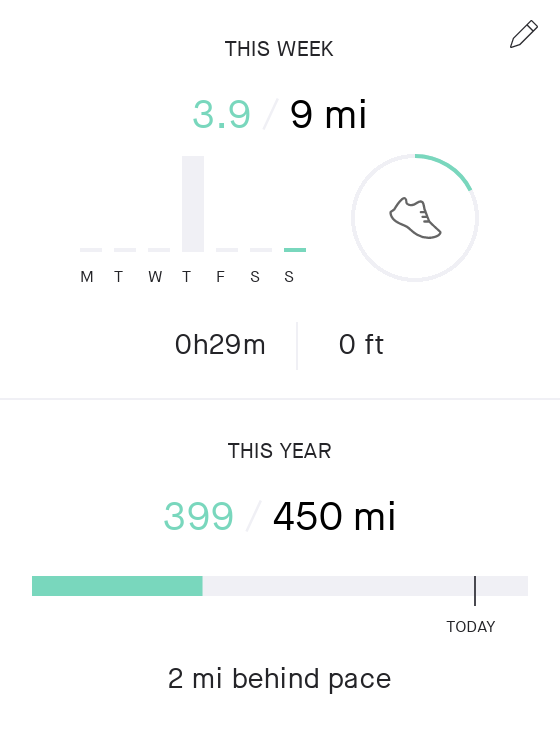 THIS WEEK
3.9 / 9 mi
M T W T F S S
0h29m | 0 ft
THIS YEAR
399 / 450 mi
TODAY
2 mi behind pace